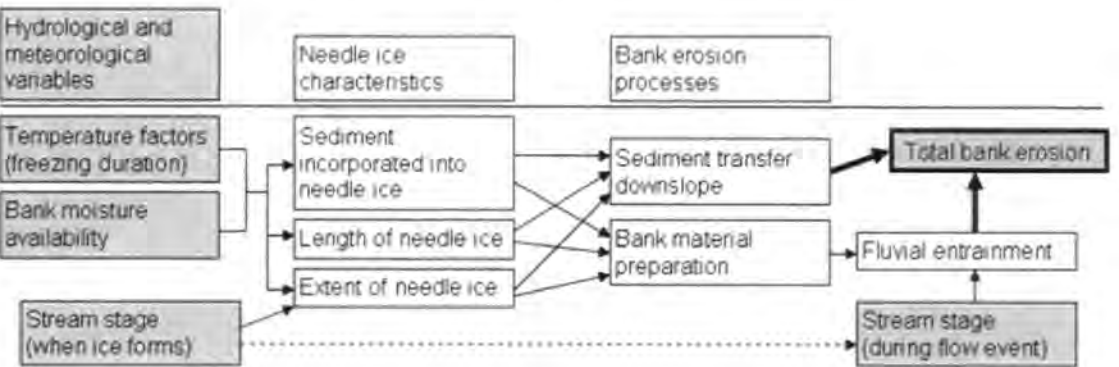 Hydrological and
meteorological
variables
Needle ice
characteristics
Bank erosion
processes
Temperature factors
(freezing duration)
Bank moisture
availability
Stream stage
(when ice forms)
Sediment
incorporated into
needle ice
Length of needle ice
Extent of needle ice
Sediment transfer
downslope
Bank material
preparation
Total bank erosion
Fluvial entrainment
Stream stage
(during flow event)